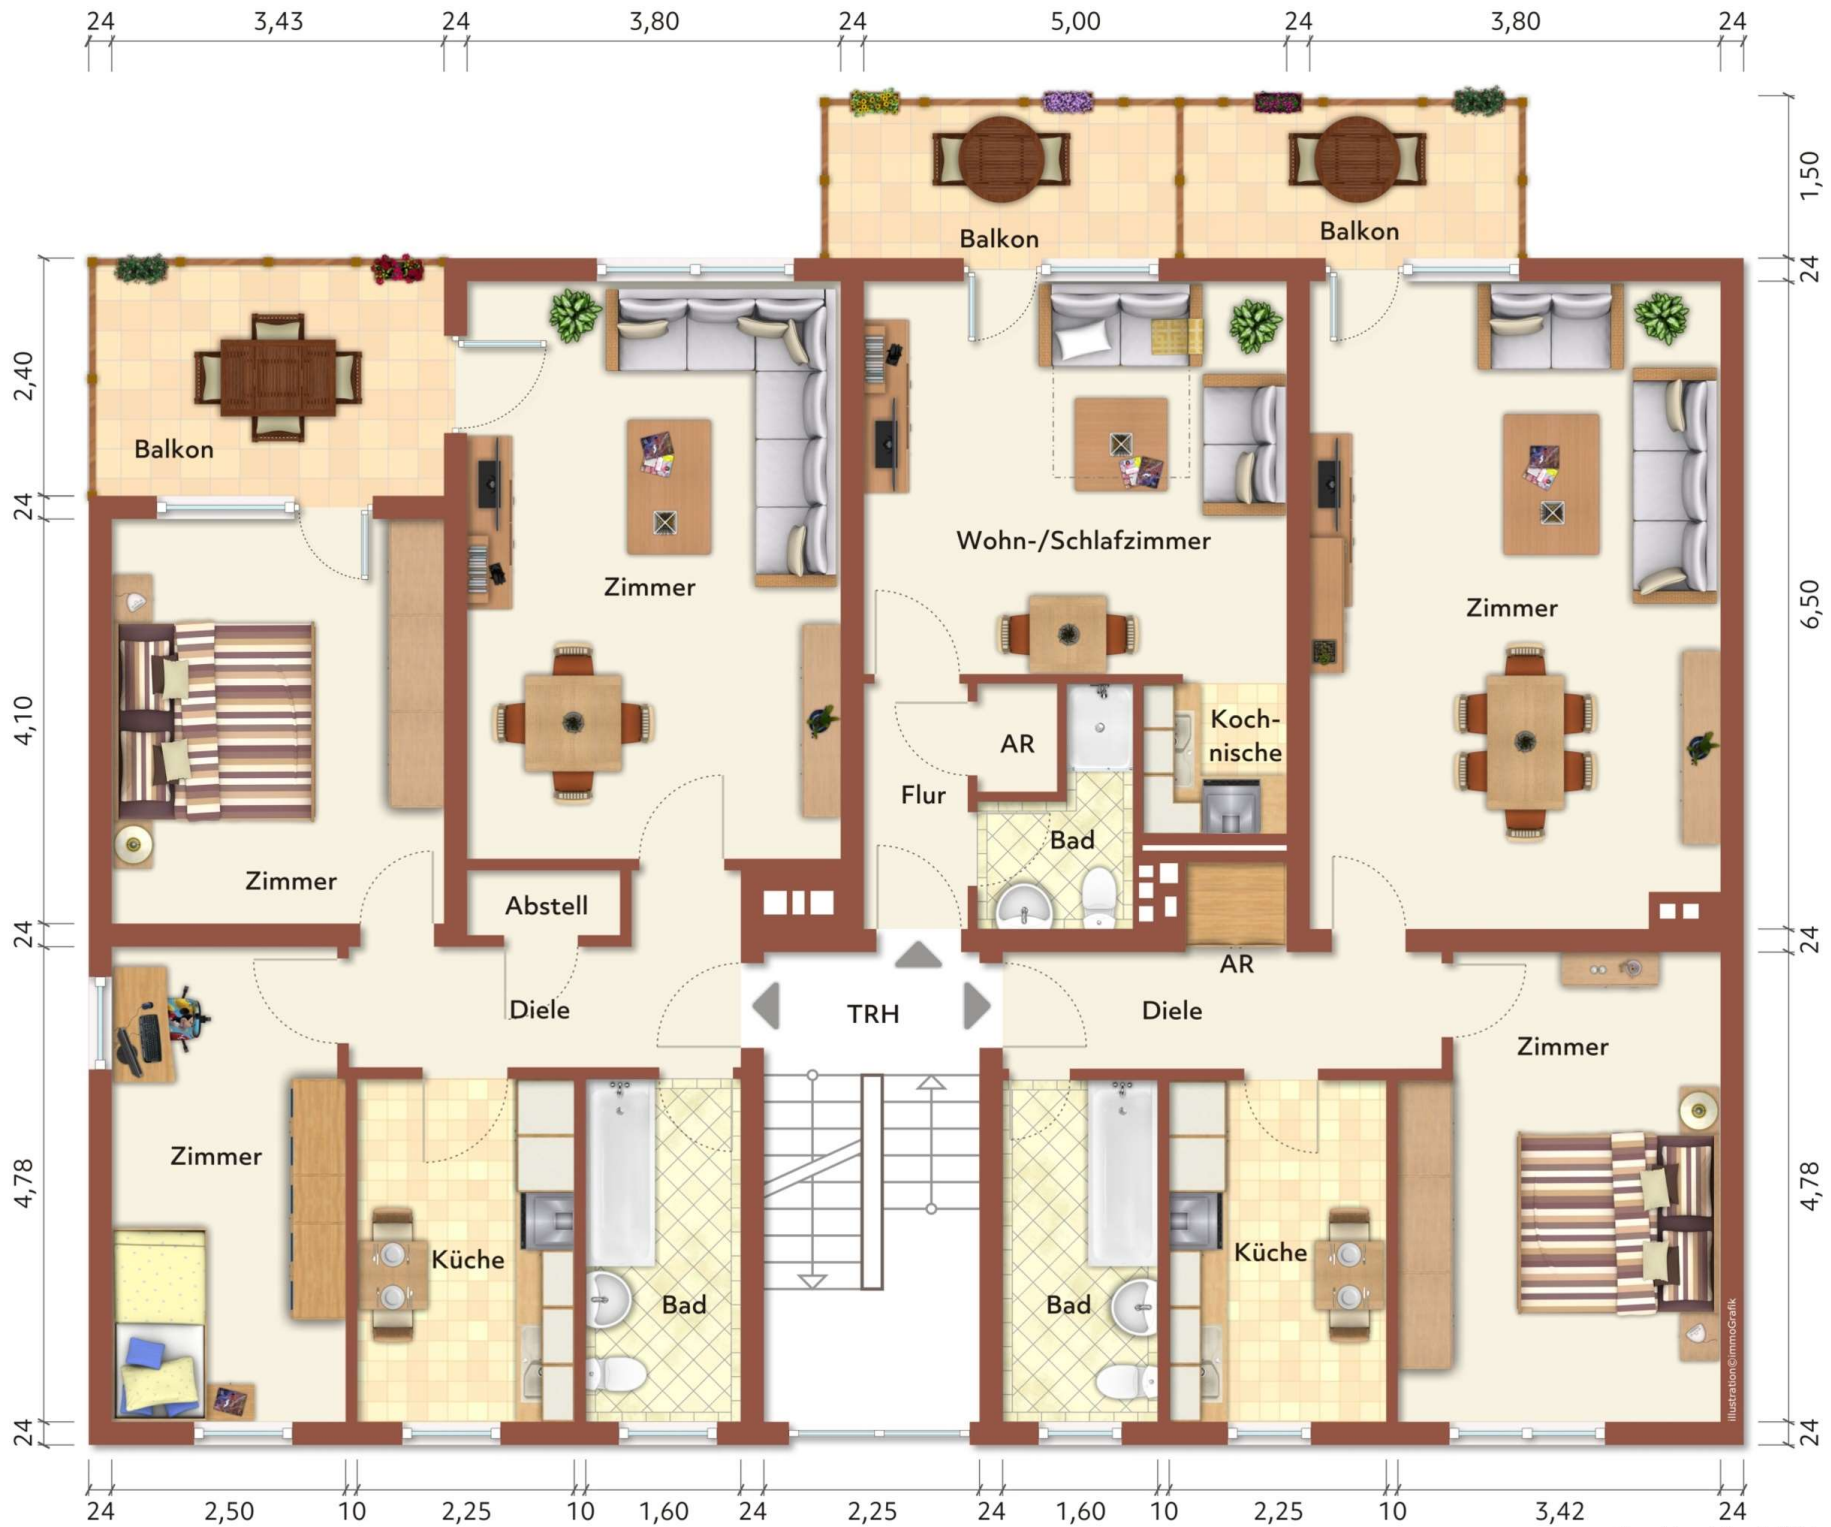 24 3,43 24 3,80 24 5,00 24 3,80 24
1,50
Balkon
Balkon
24
2,40
Balkon
24
Wohn-/Schlafzimmer
Zimmer
Zimmer
6,50
4,10
Koch-
nische
AR
Flur
Bad
Zimmer
Abstell
24
24
AR
Diele
TRH
Diele
Zimmer
Zimmer
4,78
4,78
Küche
Küche
Bad
Bad
illustration©immoGrafik
24
24
24 2,50 10 2,25 10 1,60 24 2,25 24 1,60 10 2,25 10 3,42 24